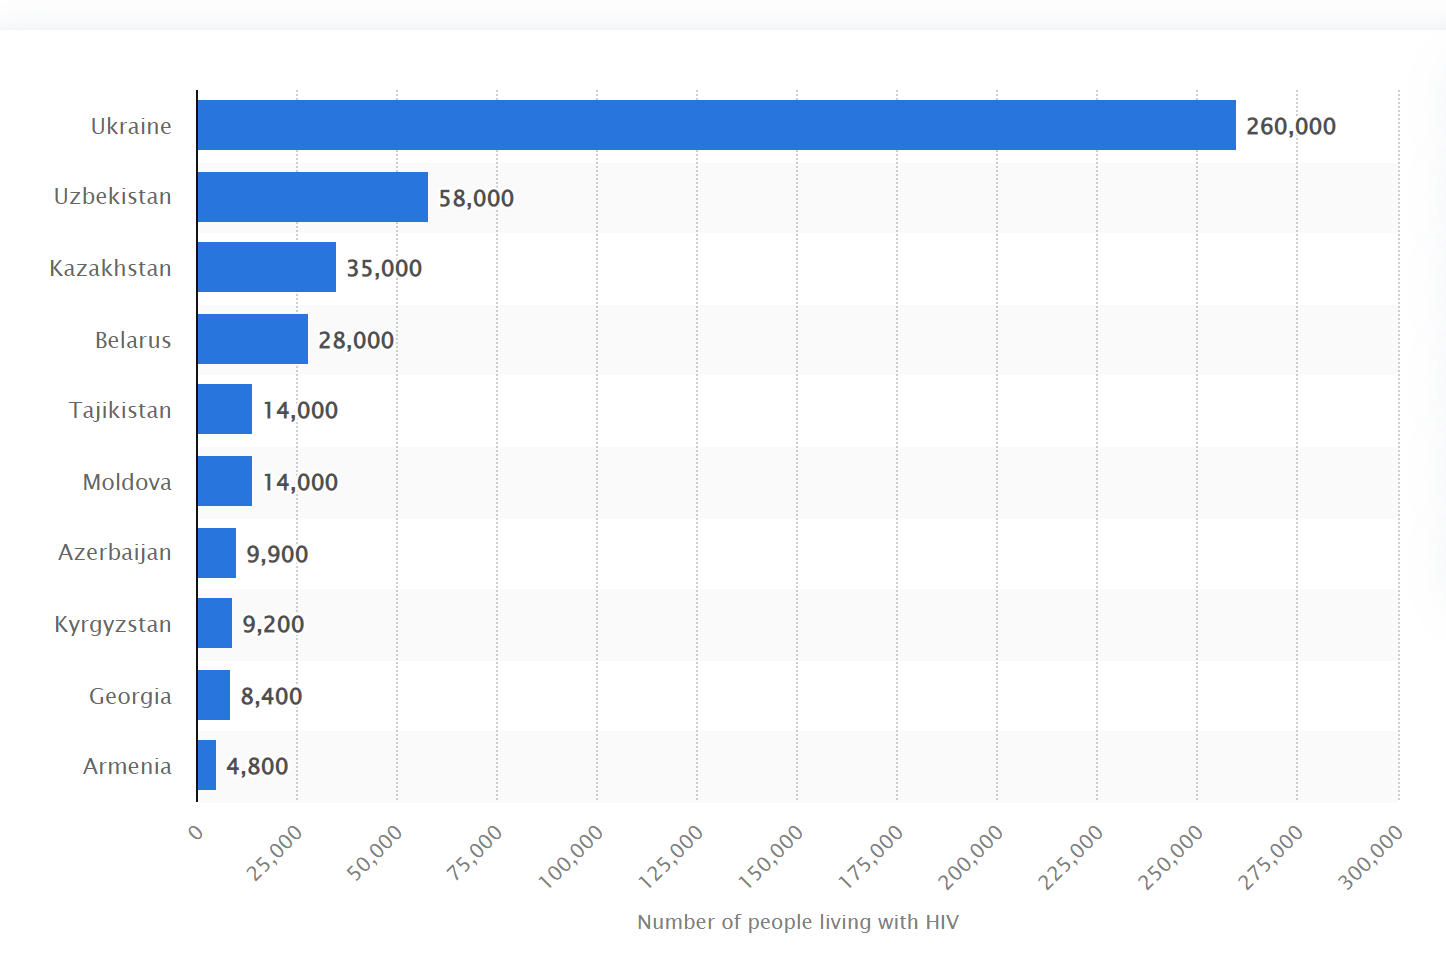 Ukraine 260,000
Uzbekistan 58,000
Kazakhstan 35,000
Belarus 28,000
Tajikistan 14,000
Moldova 14,000
Azerbaijan 9,900
Kyrgyzstan 9,200
Georgia 8,400
Armenia 4,800
0 25,000 50,000 75,000 100,000 125,000 150,000 175,000 200,000 225,000 250,000 275,000 300,000
Number of people living with HIV